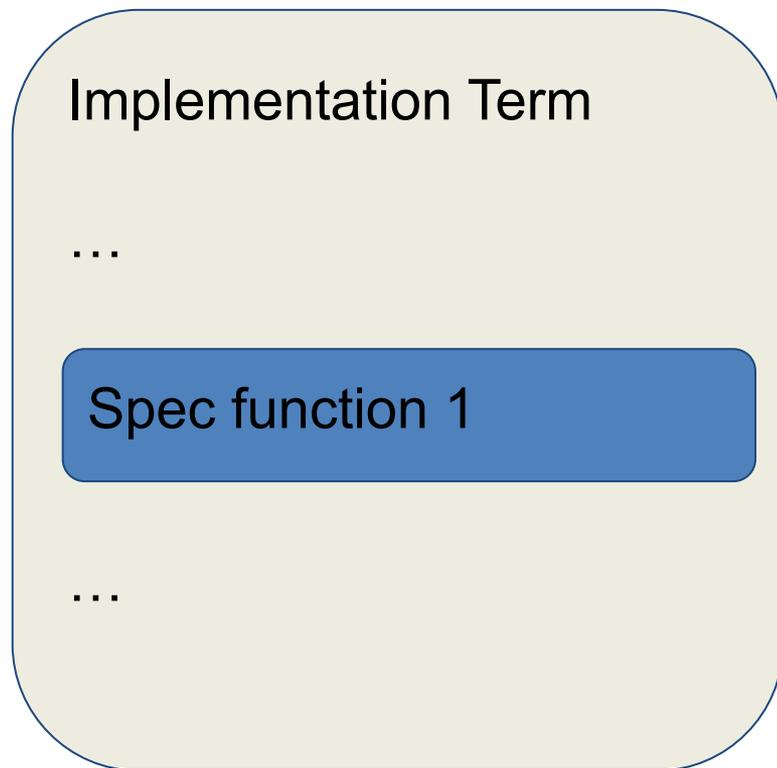 Implementation Term
…
Spec function 1
…